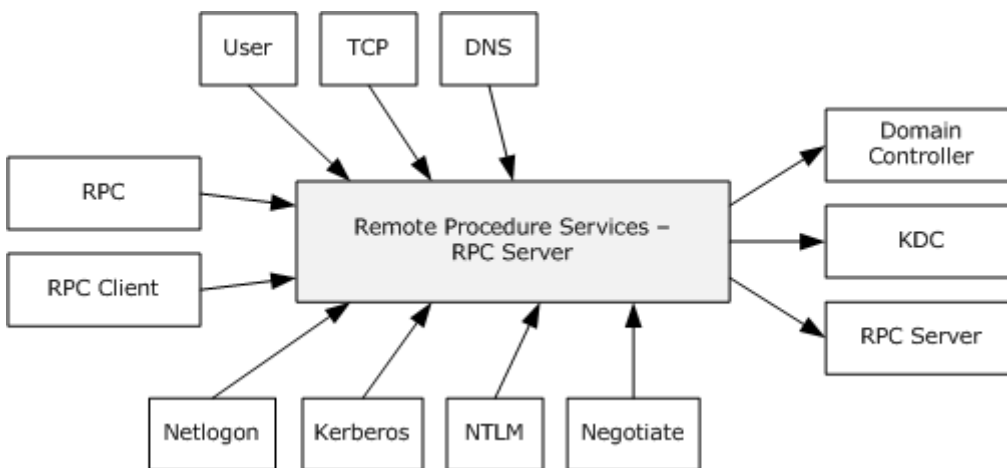 User
TCP
DNS
Domain
Controller
RPC
Remote Procedure Services –
RPC Server
KDC
RPC Client
RPC Server
Netlogon
Kerberos
NTLM
Negotiate